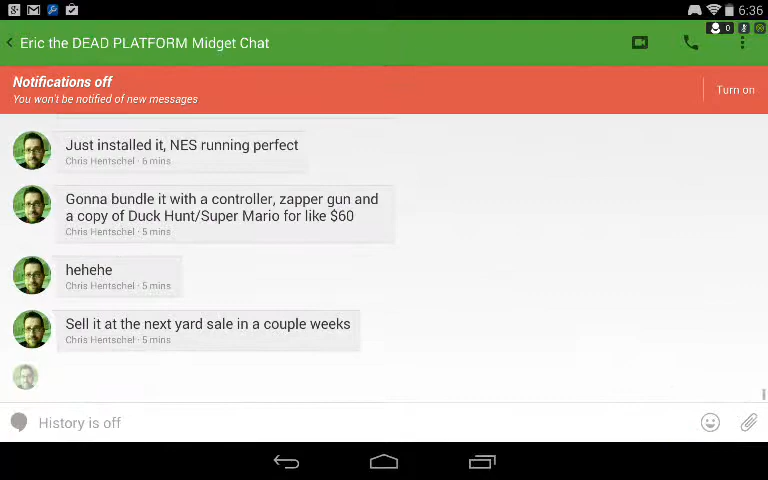 6:36
Eric the DEAD PLATFORM Midget Chat
0
Notifications off
You won't be notified of new messages
Turn on
Just installed it, NES running perfect
Chris Hentschel · 6 mins
Gonna bundle it with a controller, zapper gun and
a copy of Duck Hunt/Super Mario for like $60
Chris Hentschel · 5 mins
hehehe
Chris Hentschel · 5 mins
Sell it at the next yard sale in a couple weeks
Chris Hentschel · 5 mins
History is off